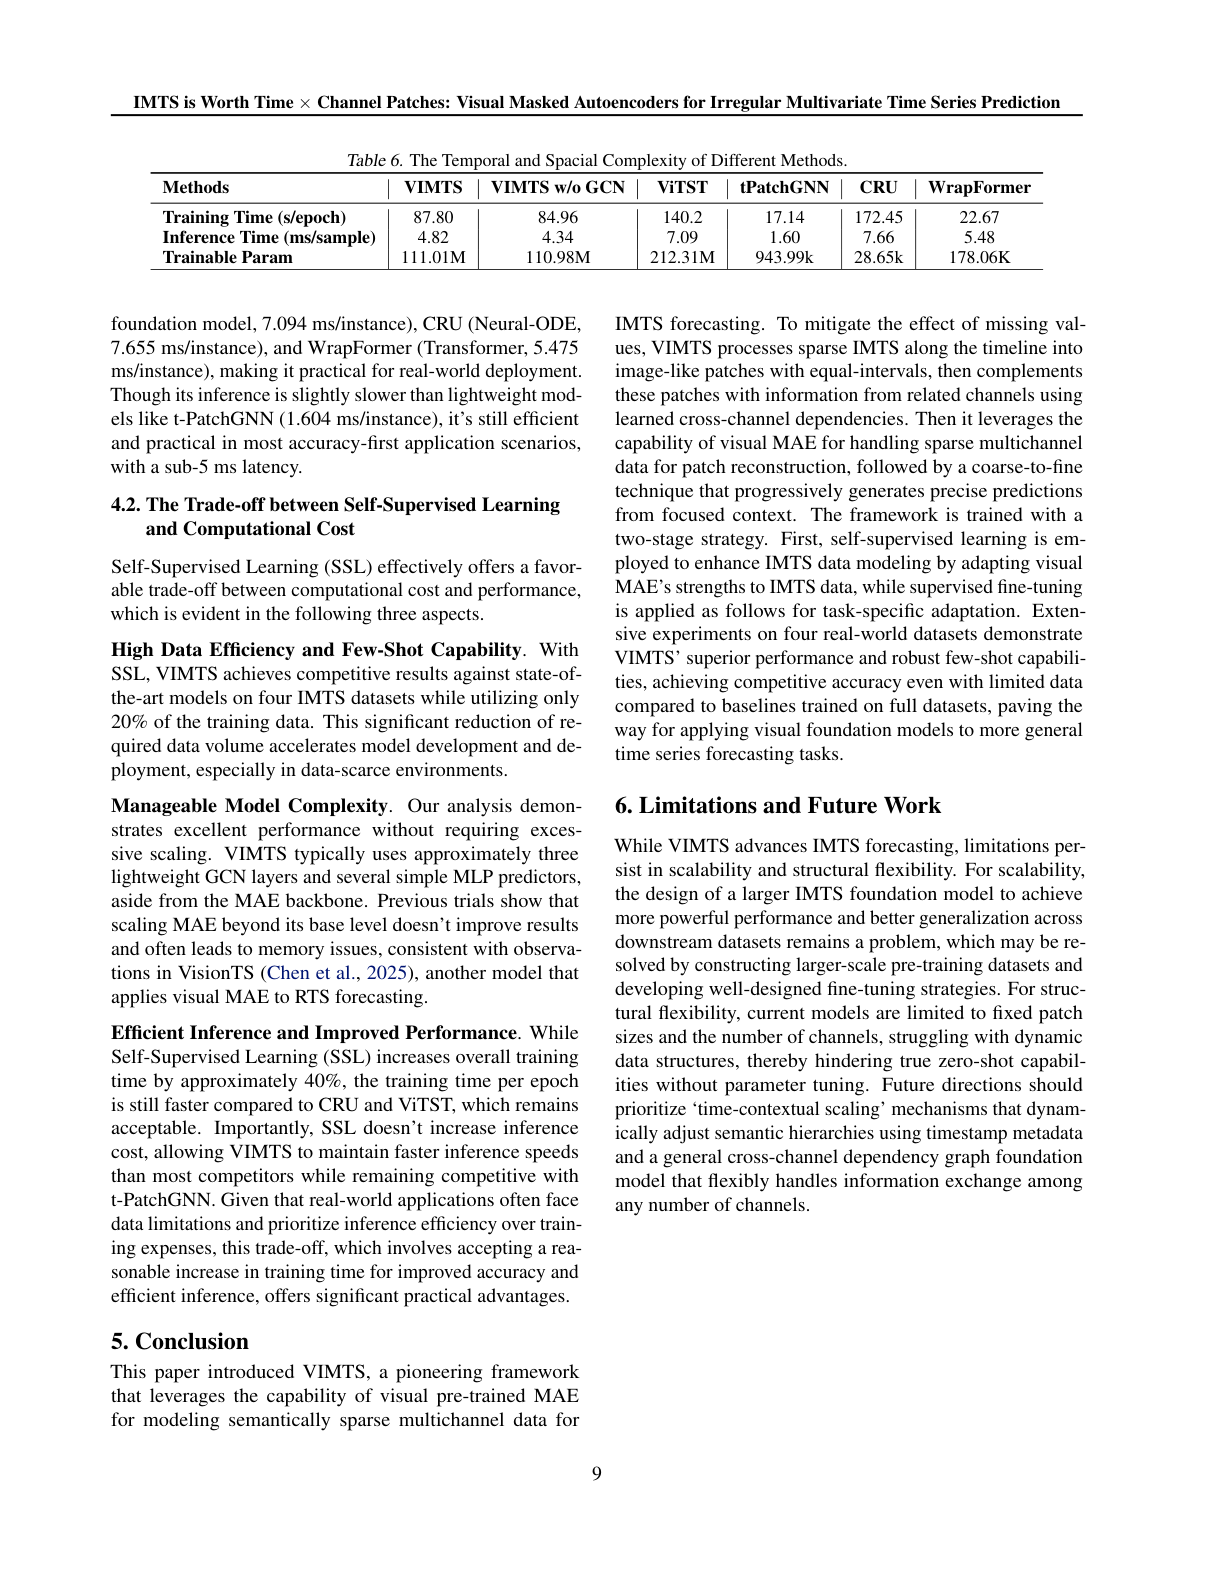 IMTS is Worth Time × Channel Patches: Visual Masked Autoencoders for Irregular Multivariate Time Series Prediction
Table 6. The Temporal and Spacial Complexity of Different Methods.
Methods VIMTS VIMTS w/o GCN ViTST tPatchGNN CRU WrapFormer
Training Time (s/epoch) 87.80 84.96 140.2 17.14 172.45 22.67
Inference Time (ms/sample) 4.82 4.34 7.09 1.60 7.66 5.48
Trainable Param 111.01M 110.98M 212.31M 943.99k 28.65k 178.06K
foundation model, 7.094 ms/instance), CRU (Neural-ODE,
7.655 ms/instance), and WrapFormer (Transformer, 5.475
ms/instance), making it practical for real-world deployment.
Though its inference is slightly slower than lightweight mod-
els like t-PatchGNN (1.604 ms/instance), it's still efficient
and practical in most accuracy-first application scenarios,
with a sub-5 ms latency.
4.2. The Trade-off between Self-Supervised Learning
and Computational Cost
Self-Supervised Learning (SSL) effectively offers a favor-
able trade-off between computational cost and performance,
which is evident in the following three aspects.
High Data Efficiency and Few-Shot Capability. With
SSL, VIMTS achieves competitive results against state-of-
the-art models on four IMTS datasets while utilizing only
20% of the training data. This significant reduction of re-
quired data volume accelerates model development and de-
ployment, especially in data-scarce environments.
Manageable Model Complexity. Our analysis demon-
strates excellent performance without requiring exces-
sive scaling. VIMTS typically uses approximately three
lightweight GCN layers and several simple MLP predictors,
aside from the MAE backbone. Previous trials show that
scaling MAE beyond its base level doesn't improve results
and often leads to memory issues, consistent with observa-
tions in VisionTS (Chen et al., 2025), another model that
applies visual MAE to RTS forecasting.
Efficient Inference and Improved Performance. While
Self-Supervised Learning (SSL) increases overall training
time by approximately 40%, the training time per epoch
is still faster compared to CRU and ViTST, which remains
acceptable. Importantly, SSL doesn't increase inference
cost, allowing VIMTS to maintain faster inference speeds
than most competitors while remaining competitive with
t-PatchGNN. Given that real-world applications often face
data limitations and prioritize inference efficiency over train-
ing expenses, this trade-off, which involves accepting a rea-
sonable increase in training time for improved accuracy and
efficient inference, offers significant practical advantages.
5. Conclusion
This paper introduced VIMTS, a pioneering framework
that leverages the capability of visual pre-trained MAE
for modeling semantically sparse multichannel data for
IMTS forecasting. To mitigate the effect of missing val-
ues, VIMTS processes sparse IMTS along the timeline into
image-like patches with equal-intervals, then complements
these patches with information from related channels using
learned cross-channel dependencies. Then it leverages the
capability of visual MAE for handling sparse multichannel
data for patch reconstruction, followed by a coarse-to-fine
technique that progressively generates precise predictions
from focused context. The framework is trained with a
two-stage strategy. First, self-supervised learning is em-
ployed to enhance IMTS data modeling by adapting visual
MAE's strengths to IMTS data, while supervised fine-tuning
is applied as follows for task-specific adaptation. Exten-
sive experiments on four real-world datasets demonstrate
VIMTS' superior performance and robust few-shot capabili-
ties, achieving competitive accuracy even with limited data
compared to baselines trained on full datasets, paving the
way for applying visual foundation models to more general
time series forecasting tasks.
6. Limitations and Future Work
While VIMTS advances IMTS forecasting, limitations per-
sist in scalability and structural flexibility. For scalability,
the design of a larger IMTS foundation model to achieve
more powerful performance and better generalization across
downstream datasets remains a problem, which may be re-
solved by constructing larger-scale pre-training datasets and
developing well-designed fine-tuning strategies. For struc-
tural flexibility, current models are limited to fixed patch
sizes and the number of channels, struggling with dynamic
data structures, thereby hindering true zero-shot capabil-
ities without parameter tuning. Future directions should
prioritize ‘time-contextual scaling’ mechanisms that dynam-
ically adjust semantic hierarchies using timestamp metadata
and a general cross-channel dependency graph foundation
model that flexibly handles information exchange among
any number of channels.
9